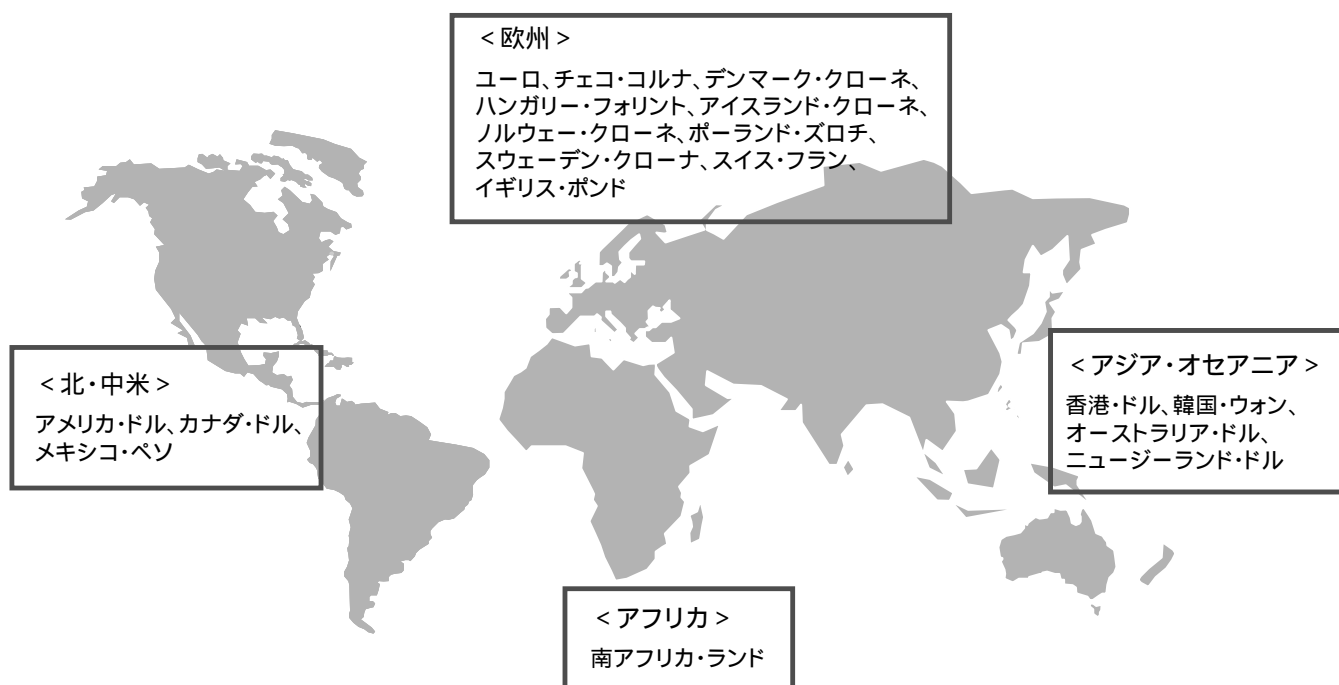 ＜欧州＞
ユーロ、チェコ・コルナ、デンマーク・クローネ、
ハンガリー・フォリント、アイスランド・クローネ、
ノルウェー・クローネ、ポーランド・ズロチ、
スウェーデン・クローナ、スイス・フラン、
イギリス・ポンド
＜北・中米＞
アメリカ・ドル、カナダ・ドル、
メキシコ・ペソ
＜アジア・オセアニア＞
香港・ドル、韓国・ウォン、
オーストラリア・ドル、
ニュージーランド・ドル
＜アフリカ＞
南アフリカ・ランド